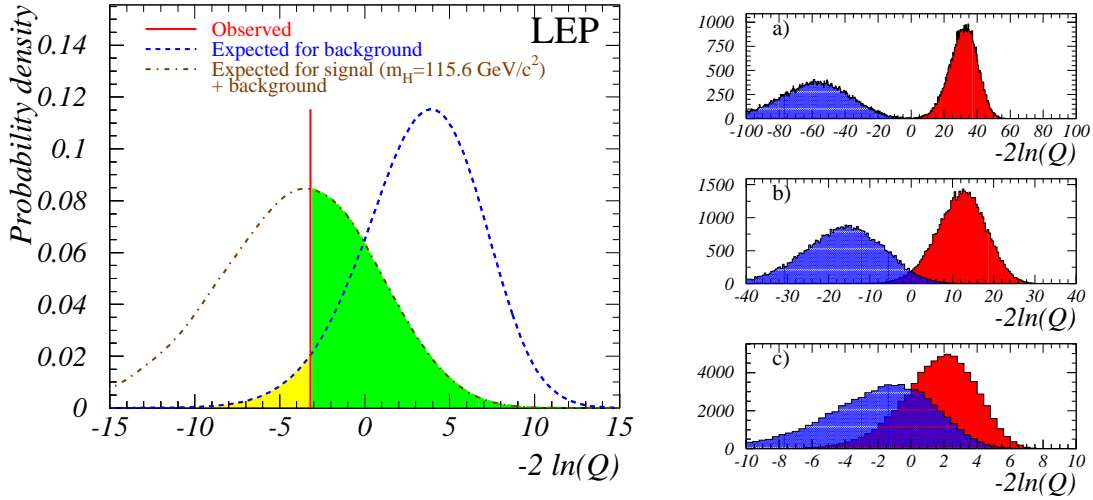 LEP
Observed
Expected for background
Expected for signal (mH=115.6 GeV/c2)
+ background
Probability density
0.14
0.12
0.1
0.08
0.06
0.04
0.02
0
-15 -10 -5 0 5 10 15
-2 ln(Q)
a)
1000
750
500
250
0
-100 -80 -60 -40 -20 0 20 40 60 80 100
-2ln(Q)
b)
1500
1000
500
0
-40 -30 -20 -10 0 10 20 30 40
-2ln(Q)
c)
4000
2000
0
-10 -8 -6 -4 -2 0 2 4 6 8 10
-2ln(Q)